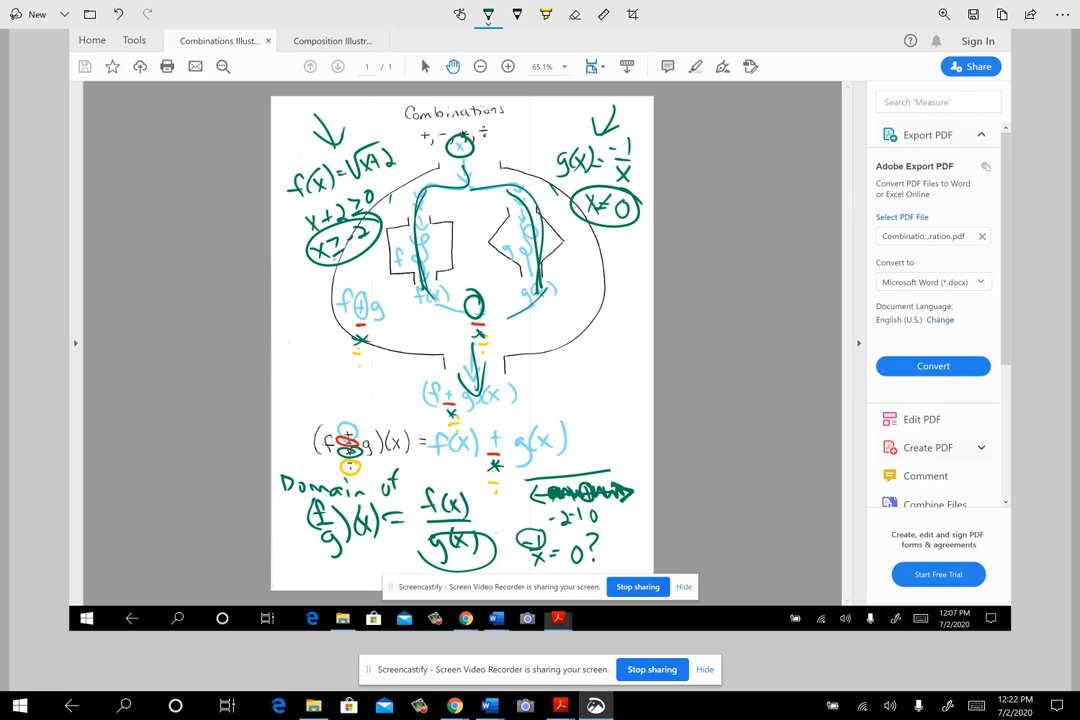 New
Home
Tools
Combinations Illust...
Composition Illustr...
Sign In
1 / 1
65.1%
Share
Search 'Measure'
Export PDF
Adobe Export PDF
Convert PDF Files to Word
or Excel Online
Select PDF File
Combinatio...ration.pdf
Convert to
Microsoft Word (*.docx)
Document Language:
English (U.S.) Change
Convert
Edit PDF
Create PDF
Comment
Combine Files
Create, edit and sign PDF
forms & agreements
Start Free Trial
Combinations
+, -, *, ÷
x
f(x) = √x+2
x+2 ≥ 0
x ≥ -2
g(x) = -1/x
x ≠ 0
f
g
f(x)
g(x)
f + g
*
÷
*
÷
(f + g)(x)
*
÷
(f + - * ÷ g)(x) = f(x) + g(x)
*
÷
Domain of
(f/g)(x) = f(x)/g(x)
-2 -1 0
-1/x = 0?
Screencastify - Screen Video Recorder is sharing your screen.
Stop sharing
Hide
12:07 PM
7/2/2020
Screencastify - Screen Video Recorder is sharing your screen.
Stop sharing
Hide
12:22 PM
7/2/2020